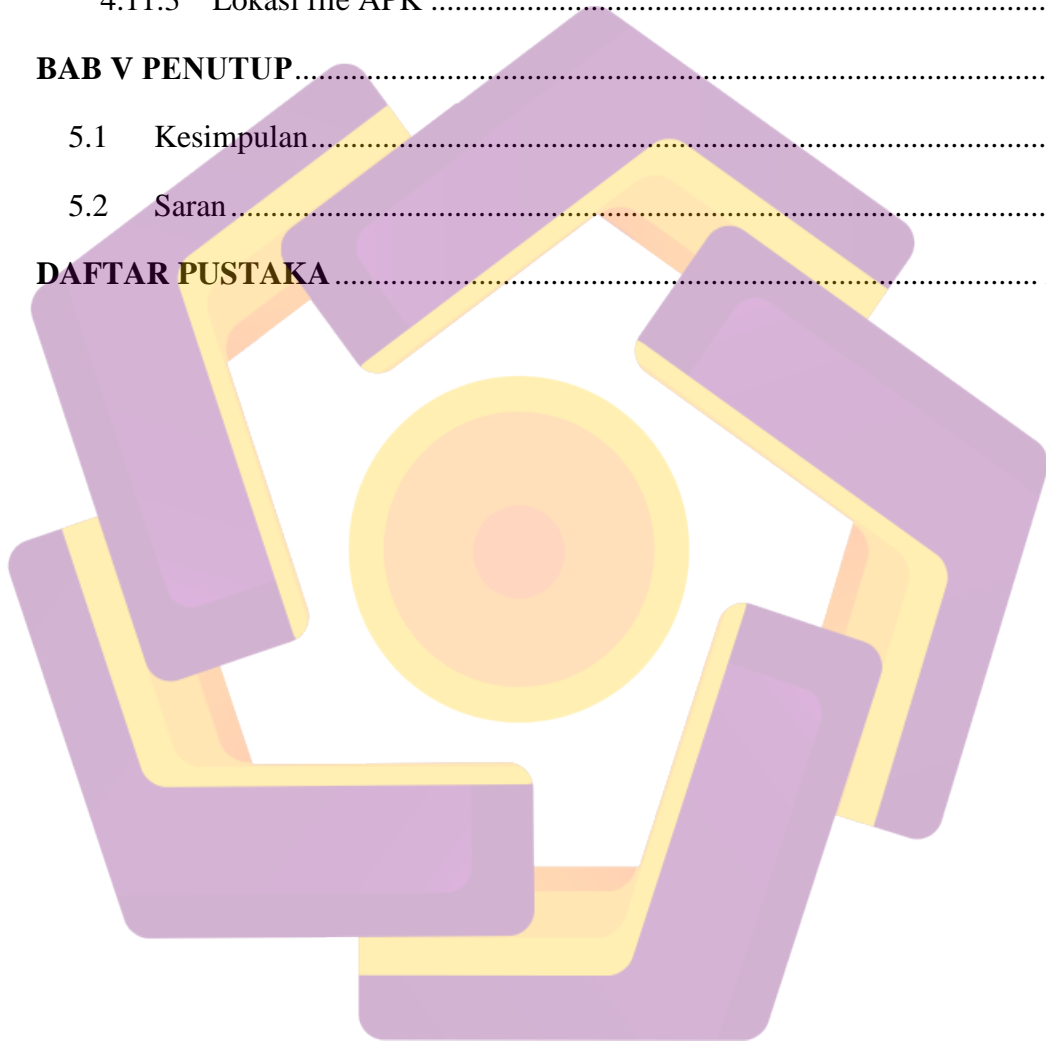 4.11.3 Lokasi file APK ........................................................................
BAB V PENUTUP ........................................................................
5.1 Kesimpulan ........................................................................
5.2 Saran ........................................................................
DAFTAR PUSTAKA ........................................................................